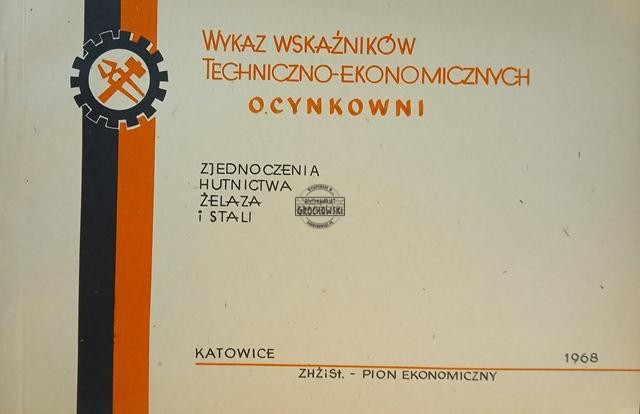 WYKAZ WSKAŹNIKÓW
TECHNICZNO-EKONOMICZNYCH
O.CYNKOWNI
ZJEDNOCZENIA
HUTNICTWA
ŻELAZA
i STALI
GROCHOWSKI
KATOWICE
1968
ZHŻiSt. - PION EKONOMICZNY